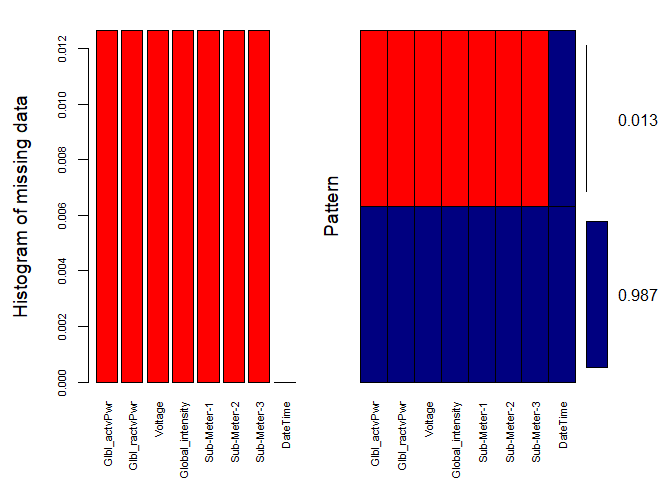 Histogram of missing data
0.012
0.010
0.008
0.006
0.004
0.002
0.000
Glbl_actvPwr
Glbl_ractvPwr
Voltage
Global_intensity
Sub-Meter-1
Sub-Meter-2
Sub-Meter-3
DateTime
Pattern
Glbl_actvPwr
Glbl_ractvPwr
Voltage
Global_intensity
Sub-Meter-1
Sub-Meter-2
Sub-Meter-3
DateTime
0.013
0.987